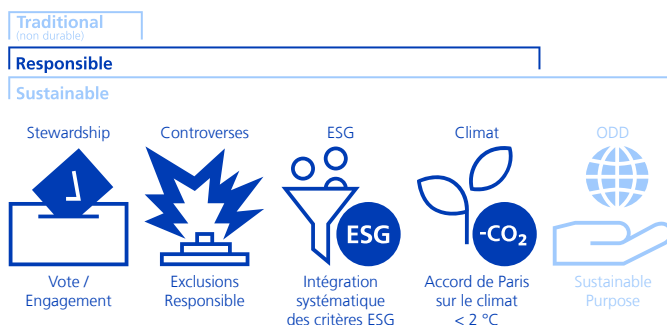 Traditional
(non durable)
Responsible
Sustainable
Stewardship
Controverses
ESG
Climat
ODD
ESG
-CO₂
Vote /
Engagement
Exclusions
Responsible
Intégration
systématique
des critères ESG
Accord de Paris
sur le climat
< 2 °C
Sustainable
Purpose